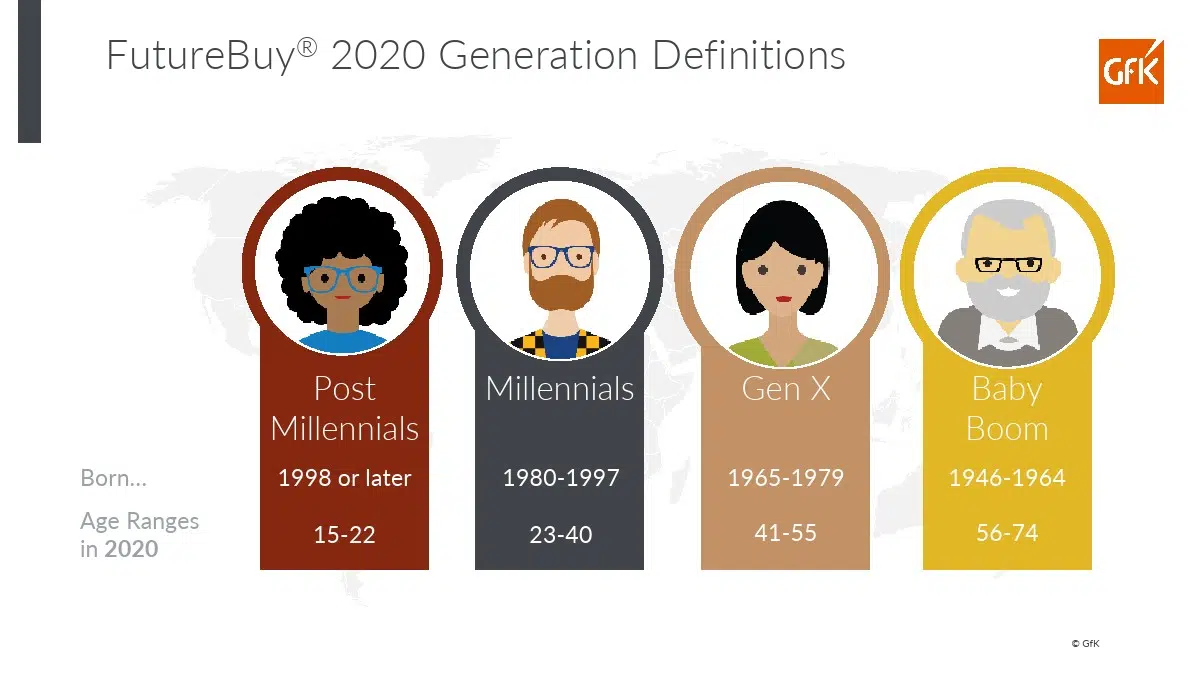 FutureBuy® 2020 Generation Definitions
GfK
Post
Millennials
Millennials
Gen X
Baby
Boom
Born...
1998 or later
1980-1997
1965-1979
1946-1964
Age Ranges
in 2020
15-22
23-40
41-55
56-74
© GfK